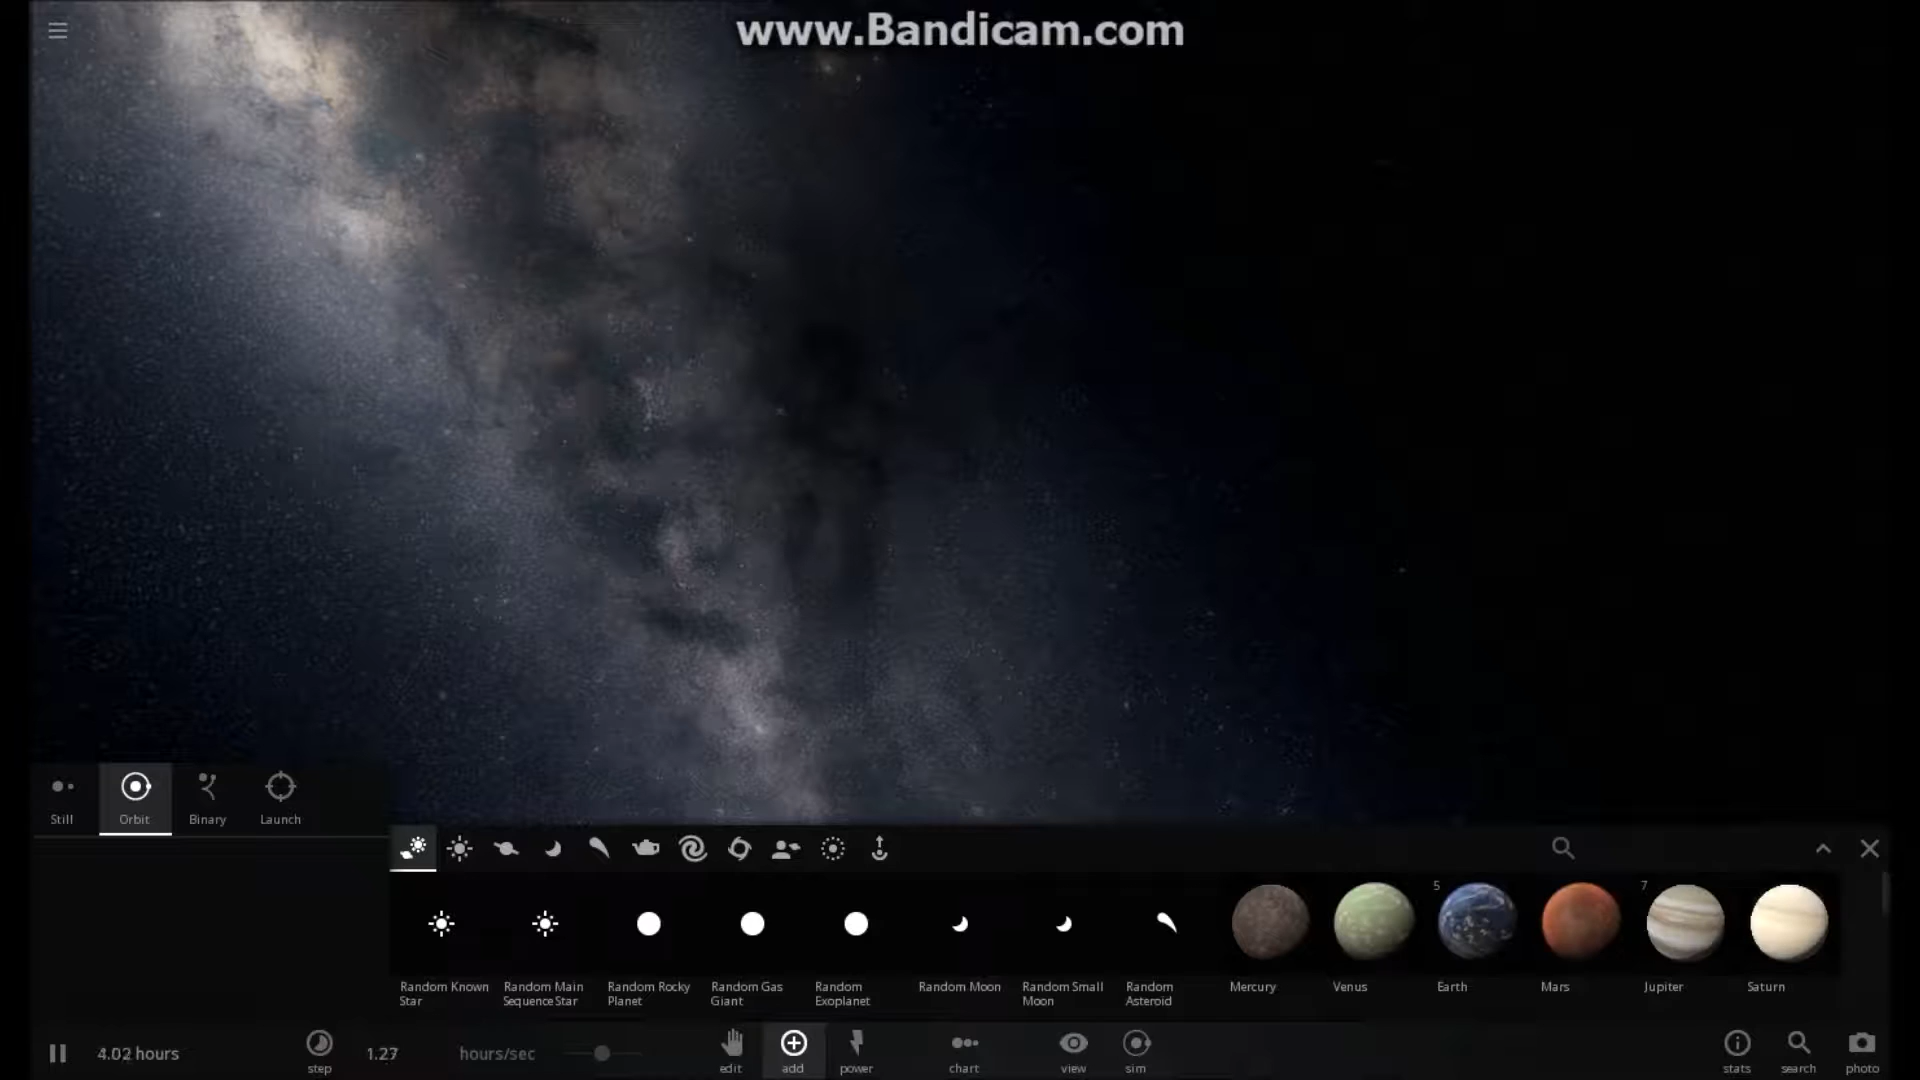 www.Bandicam.com
Still
Orbit
Binary
Launch
5
7
Random Known
Star
Random Main
Sequence Star
Random Rocky
Planet
Random Gas
Giant
Random
Exoplanet
Random Moon
Random Small
Moon
Random
Asteroid
Mercury
Venus
Earth
Mars
Jupiter
Saturn
4.02 hours
step
1.27
hours/sec
edit
add
power
chart
view
sim
stats
search
photo